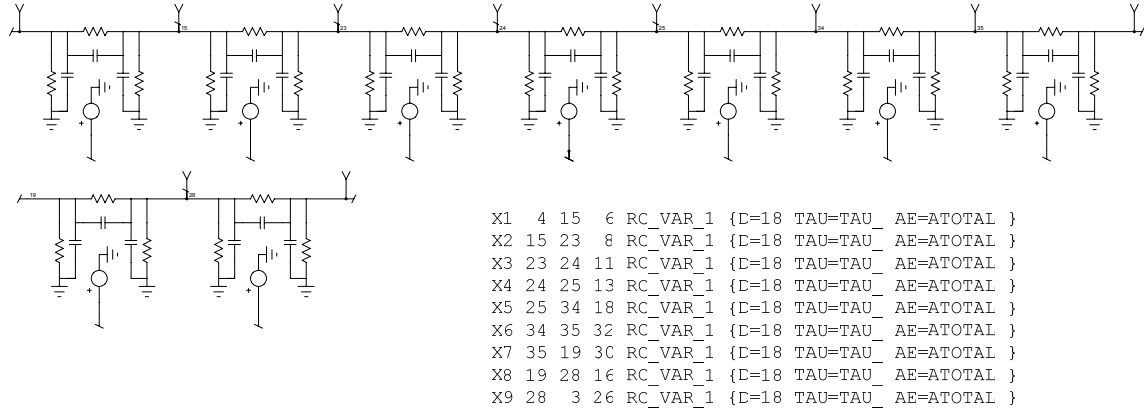 15 23 24 25 34 35
+ + + + + + +
19 28
+ +
X1 4 15 6 RC_VAR_1 {D=18 TAU=TAU_ AE=ATOTAL }
X2 15 23 8 RC_VAR_1 {D=18 TAU=TAU_ AE=ATOTAL }
X3 23 24 11 RC_VAR_1 {D=18 TAU=TAU_ AE=ATOTAL }
X4 24 25 13 RC_VAR_1 {D=18 TAU=TAU_ AE=ATOTAL }
X5 25 34 18 RC_VAR_1 {D=18 TAU=TAU_ AE=ATOTAL }
X6 34 35 32 RC_VAR_1 {D=18 TAU=TAU_ AE=ATOTAL }
X7 35 19 30 RC_VAR_1 {D=18 TAU=TAU_ AE=ATOTAL }
X8 19 28 16 RC_VAR_1 {D=18 TAU=TAU_ AE=ATOTAL }
X9 28 3 26 RC_VAR_1 {D=18 TAU=TAU_ AE=ATOTAL }